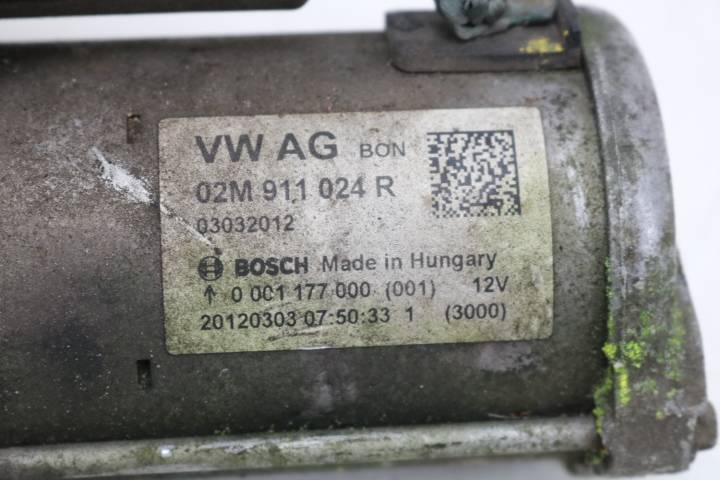 VW AG BON
02M 911 024 R
03032012
BOSCH Made in Hungary
↑ 0 001 177 000 (001) 12V
20120303 07:50:33 1 (3000)